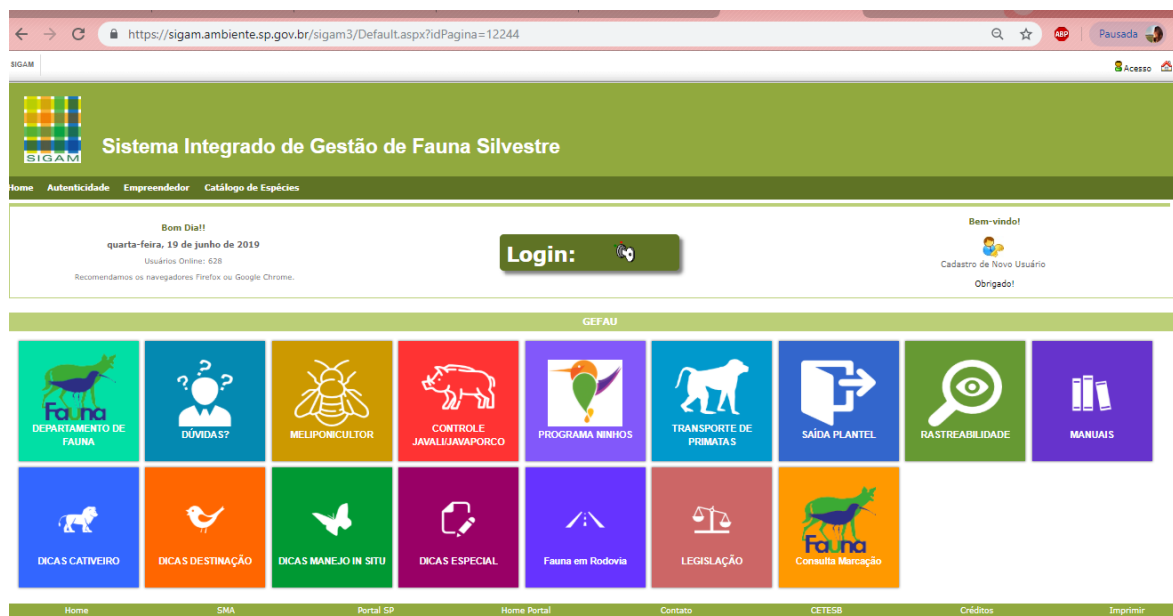 https://sigam.ambiente.sp.gov.br/sigam3/Default.aspx?idPagina=12244
ABP
Pausada
SIGAM
Acesso
SIGAM
Sistema Integrado de Gestão de Fauna Silvestre
Home Autenticidade Empreendedor Catálogo de Espécies
Bom Dia!!
quarta-feira, 19 de junho de 2019
Usuários Online: 628
Recomendamos os navegadores Firefox ou Google Chrome.
Login:
Bem-vindo!
Cadastro de Novo Usuário
Obrigado!
GEFAU
Fauna
DEPARTAMENTO DE
FAUNA
DÚVIDAS?
MELIPONICULTOR
CONTROLE
JAVALI/JAVAPORCO
PROGRAMA NINHOS
TRANSPORTE DE
PRIMATAS
SAÍDA PLANTEL
RASTREABILIDADE
MANUAIS
DICAS CATIVEIRO
DICAS DESTINAÇÃO
DICAS MANEJO IN SITU
DICAS ESPECIAL
Fauna em Rodovia
LEGISLAÇÃO
Fauna
Consulta Marcação
Home SMA Portal SP Home Portal Contato CETESB Créditos Imprimir